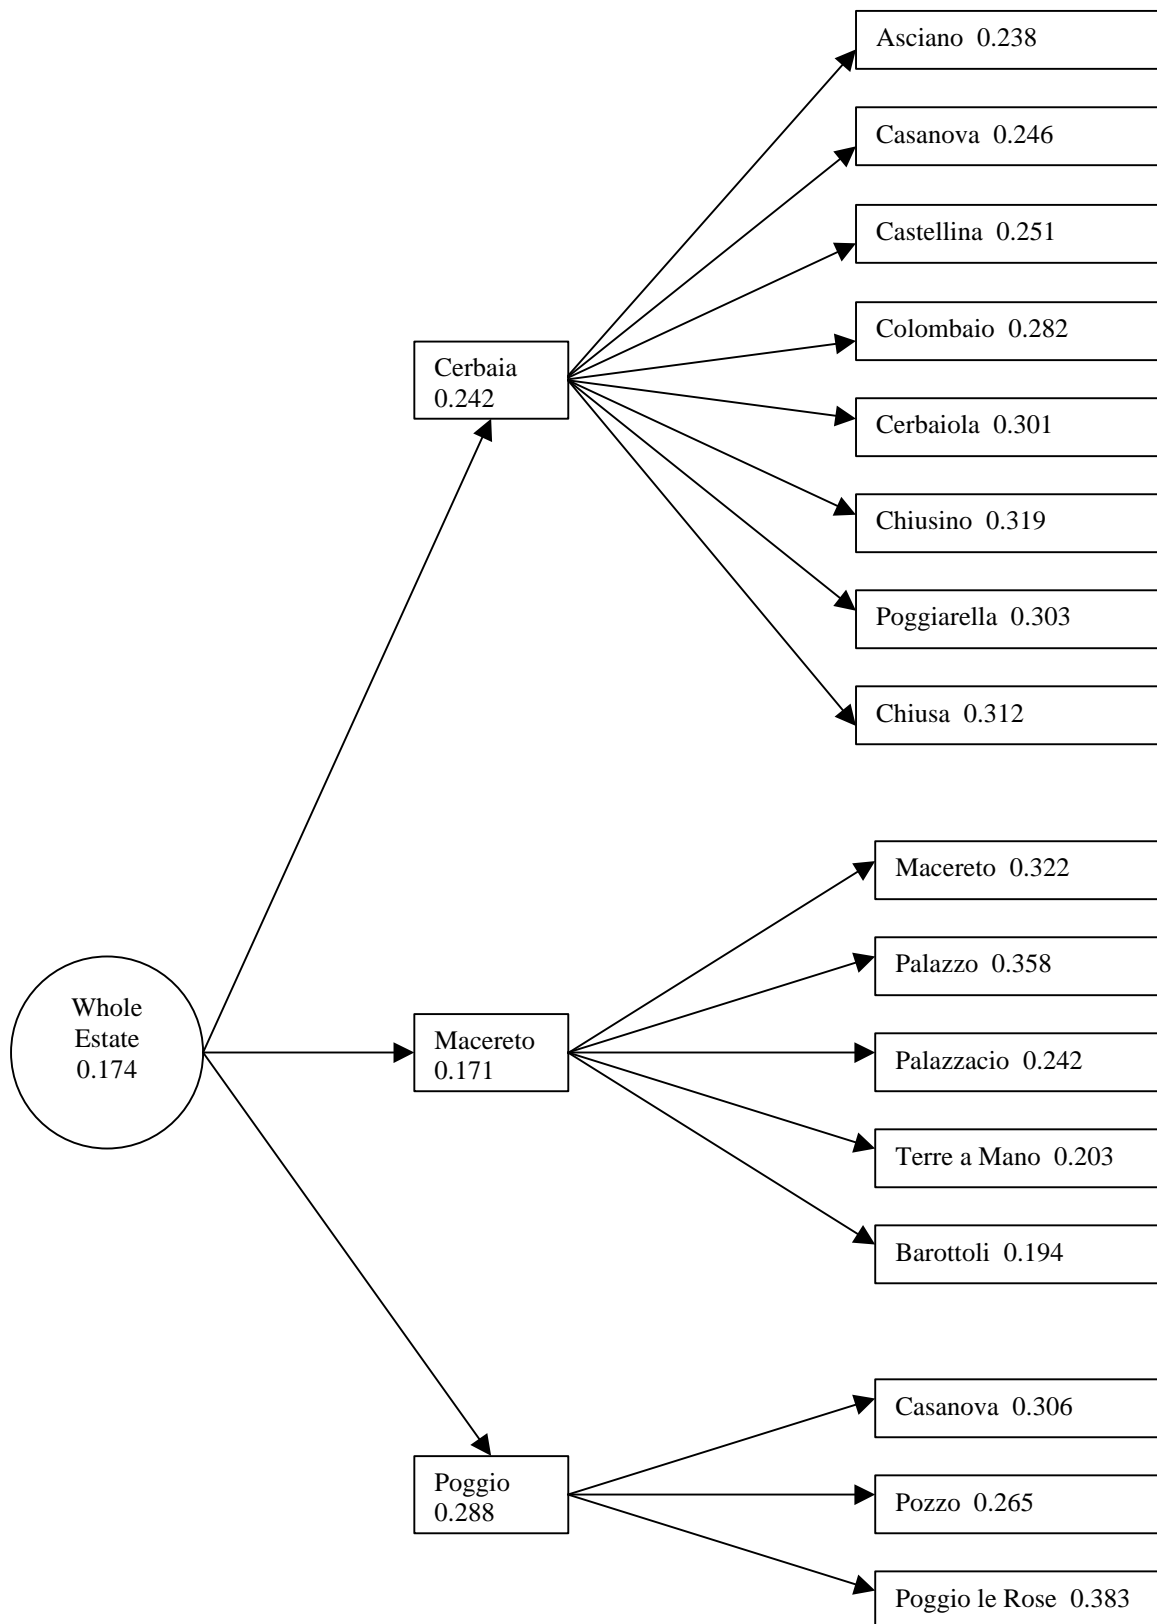 Asciano 0.238
Casanova 0.246
Castellina 0.251
Colombaio 0.282
Cerbaia
0.242
Cerbaiola 0.301
Chiusino 0.319
Poggiarella 0.303
Chiusa 0.312
Macereto 0.322
Palazzo 0.358
Whole
Estate
0.174
Macereto
0.171
Palazzacio 0.242
Terre a Mano 0.203
Barottoli 0.194
Casanova 0.306
Poggio
0.288
Pozzo 0.265
Poggio le Rose 0.383